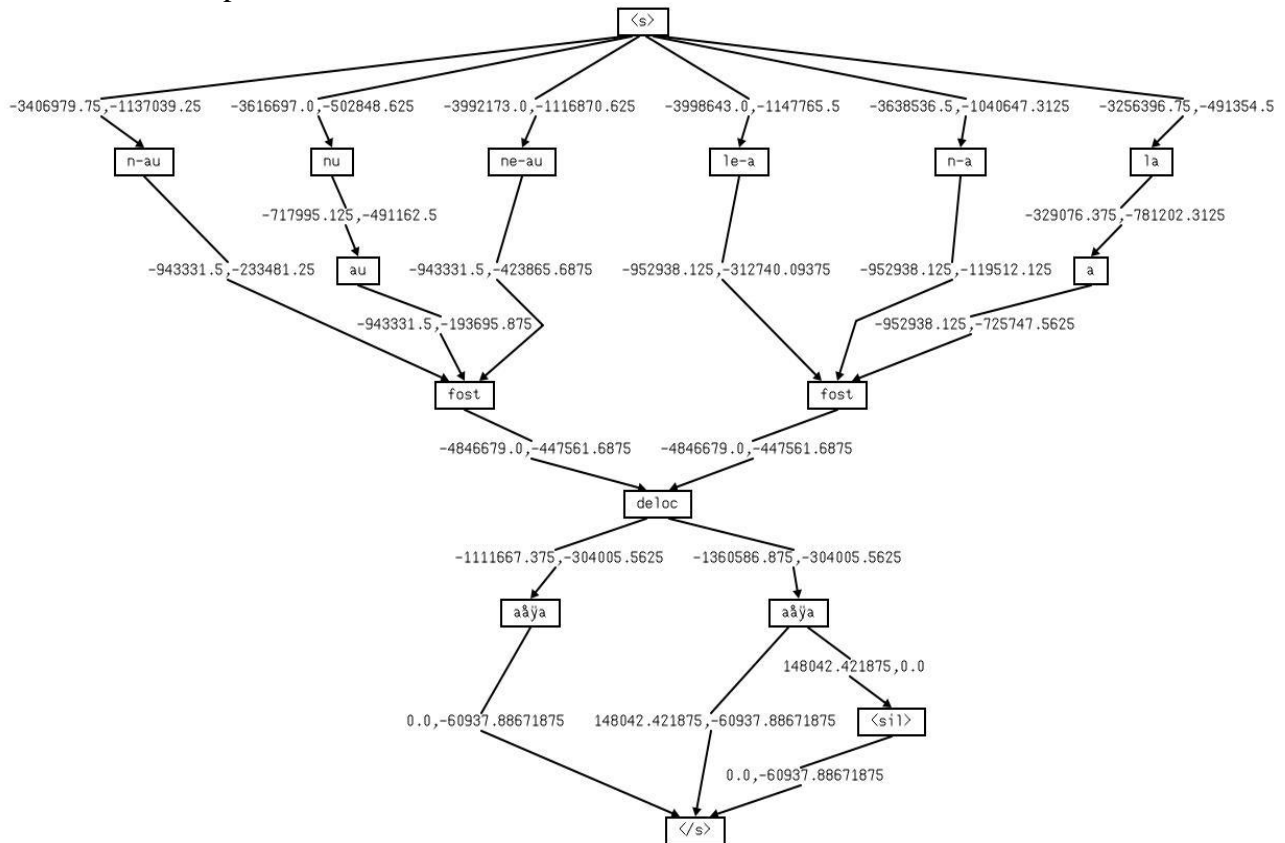 <s>
-3406979.75,-1137039.25 -3616697.0,-502848.625 -3992173.0,-1116870.625 -3998643.0,-1147765.5 -3638536.5,-1040647.3125 -3256396.75,-491354.5
n-au nu ne-au le-a n-a la
-717995.125,-491162.5 -329076.375,-781202.3125
-943331.5,-233481.25 au -943331.5,-423865.6875 -952938.125,-312740.09375 -952938.125,-119512.125 a
-943331.5,-193695.875 -952938.125,-725747.5625
fost fost
-4846679.0,-447561.6875 -4846679.0,-447561.6875
deloc
-1111667.375,-304005.5625 -1360586.875,-304005.5625
aåÿa aåÿa
148042.421875,0.0
0.0,-60937.88671875 148042.421875,-60937.88671875 <sil>
0.0,-60937.88671875
</s>